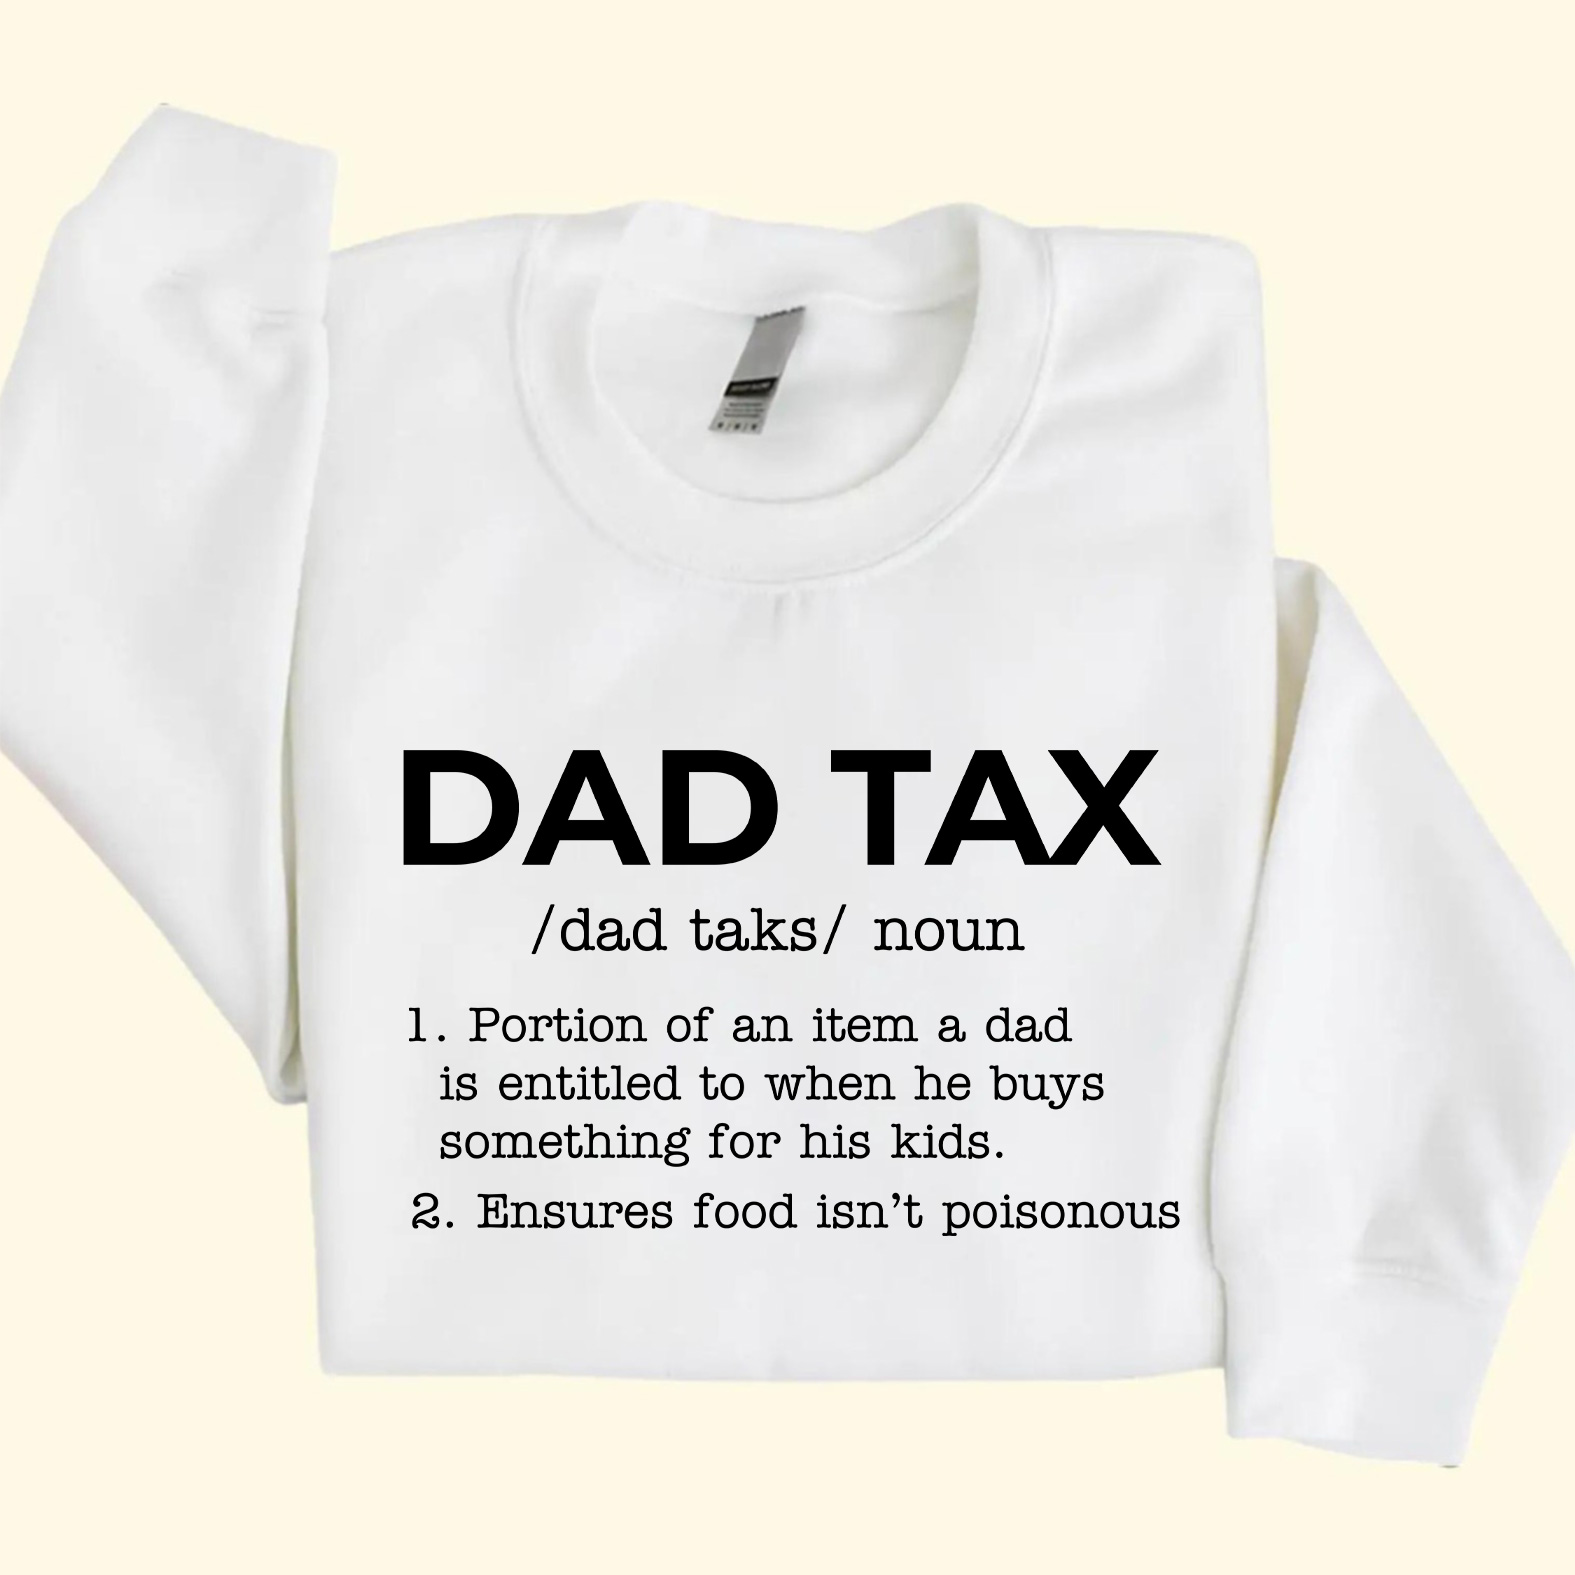 DAD TAX
/dad taks/ noun
1. Portion of an item a dad
is entitled to when he buys
something for his kids.
2. Ensures food isn't poisonous